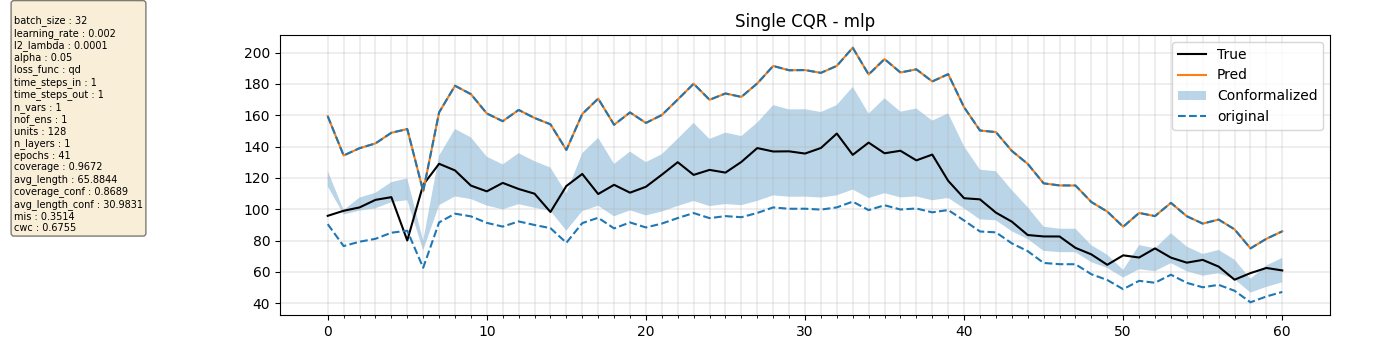 batch_size : 32
learning_rate : 0.002
l2_lambda : 0.0001
alpha : 0.05
loss_func : qd
time_steps_in : 1
time_steps_out : 1
n_vars : 1
nof_ens : 1
units : 128
n_layers : 1
epochs : 41
coverage : 0.9672
avg_length : 65.8844
coverage_conf : 0.8689
avg_length_conf : 30.9831
mis : 0.3514
cwc : 0.6755
Single CQR - mlp
200
180
160
140
120
100
80
60
40
True
Pred
Conformalized
original
0 10 20 30 40 50 60